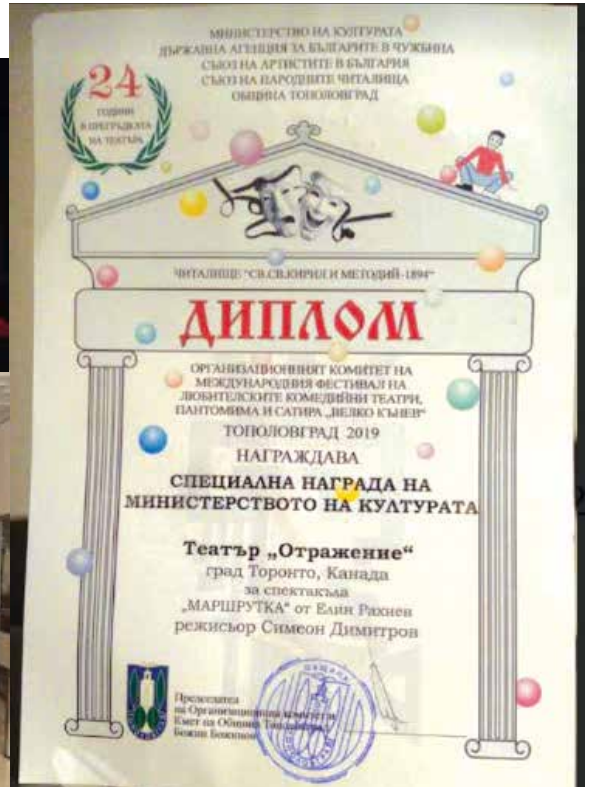 МИНИСТЕРСТВО НА КУЛТУРАТА
ДЪРЖАВНА АГЕНЦИЯ ЗА БЪЛГАРИТЕ В ЧУЖБИНА
СЪЮЗ НА АРТИСТИТЕ В БЪЛГАРИЯ
СЪЮЗ НА НАРОДНИТЕ ЧИТАЛИЩА
ОБЩИНА ТОПОЛОВГРАД
24
ГОДИНИ
В ПРЕГРЪДКАТА
НА ТЕАТЪРА
ЧИТАЛИЩЕ "СВ.СВ.КИРИЛ И МЕТОДИЙ-1894"
ДИПЛОМ
ОРГАНИЗАЦИОННИЯТ КОМИТЕТ НА
МЕЖДУНАРОДНИЯ ФЕСТИВАЛ НА
ЛЮБИТЕЛСКИТЕ КОМЕДИЙНИ ТЕАТРИ,
ПАНТОМИМА И САТИРА „ВЕЛКО КЪНЕВ“
ТОПОЛОВГРАД 2019
НАГРАЖДАВА
СПЕЦИАЛНА НАГРАДА НА
МИНИСТЕРСТВОТО НА КУЛТУРАТА
Театър „Отражение“
град Торонто, Канада
за спектакъла
„МАРШРУТКА“ от Елин Рахнев
режисьор Симеон Димитров
Председател
на Организационния комитет и
Кмет на Община
Божин Божинов